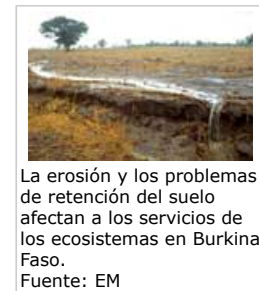 La erosión y los problemas
de retención del suelo
afectan a los servicios de
los ecosistemas en Burkina
Faso.
Fuente: EM